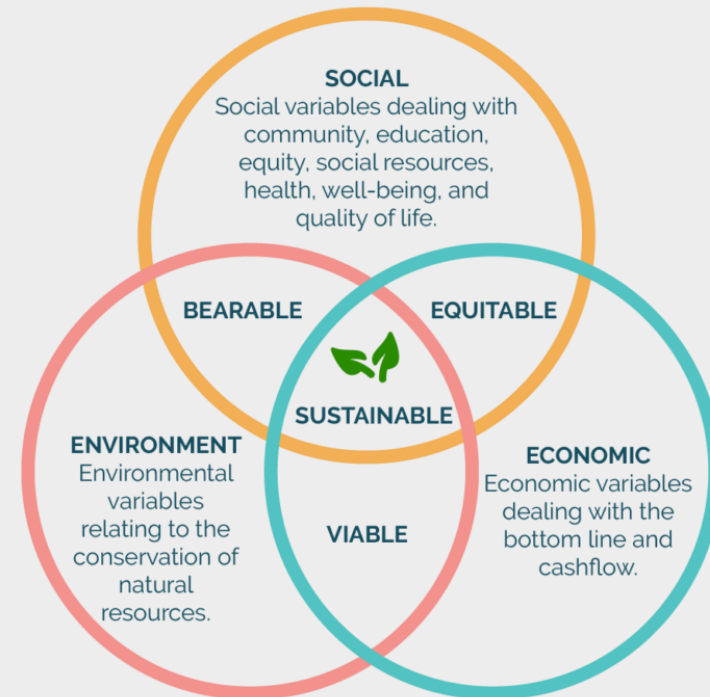 SOCIAL
Social variables dealing with
community, education,
equity, social resources,
health, well-being, and
quality of life.
BEARABLE
EQUITABLE
SUSTAINABLE
ENVIRONMENT
Environmental
variables
relating to the
conservation of
natural
resources.
ECONOMIC
Economic variables
dealing with the
bottom line and
cashflow.
VIABLE